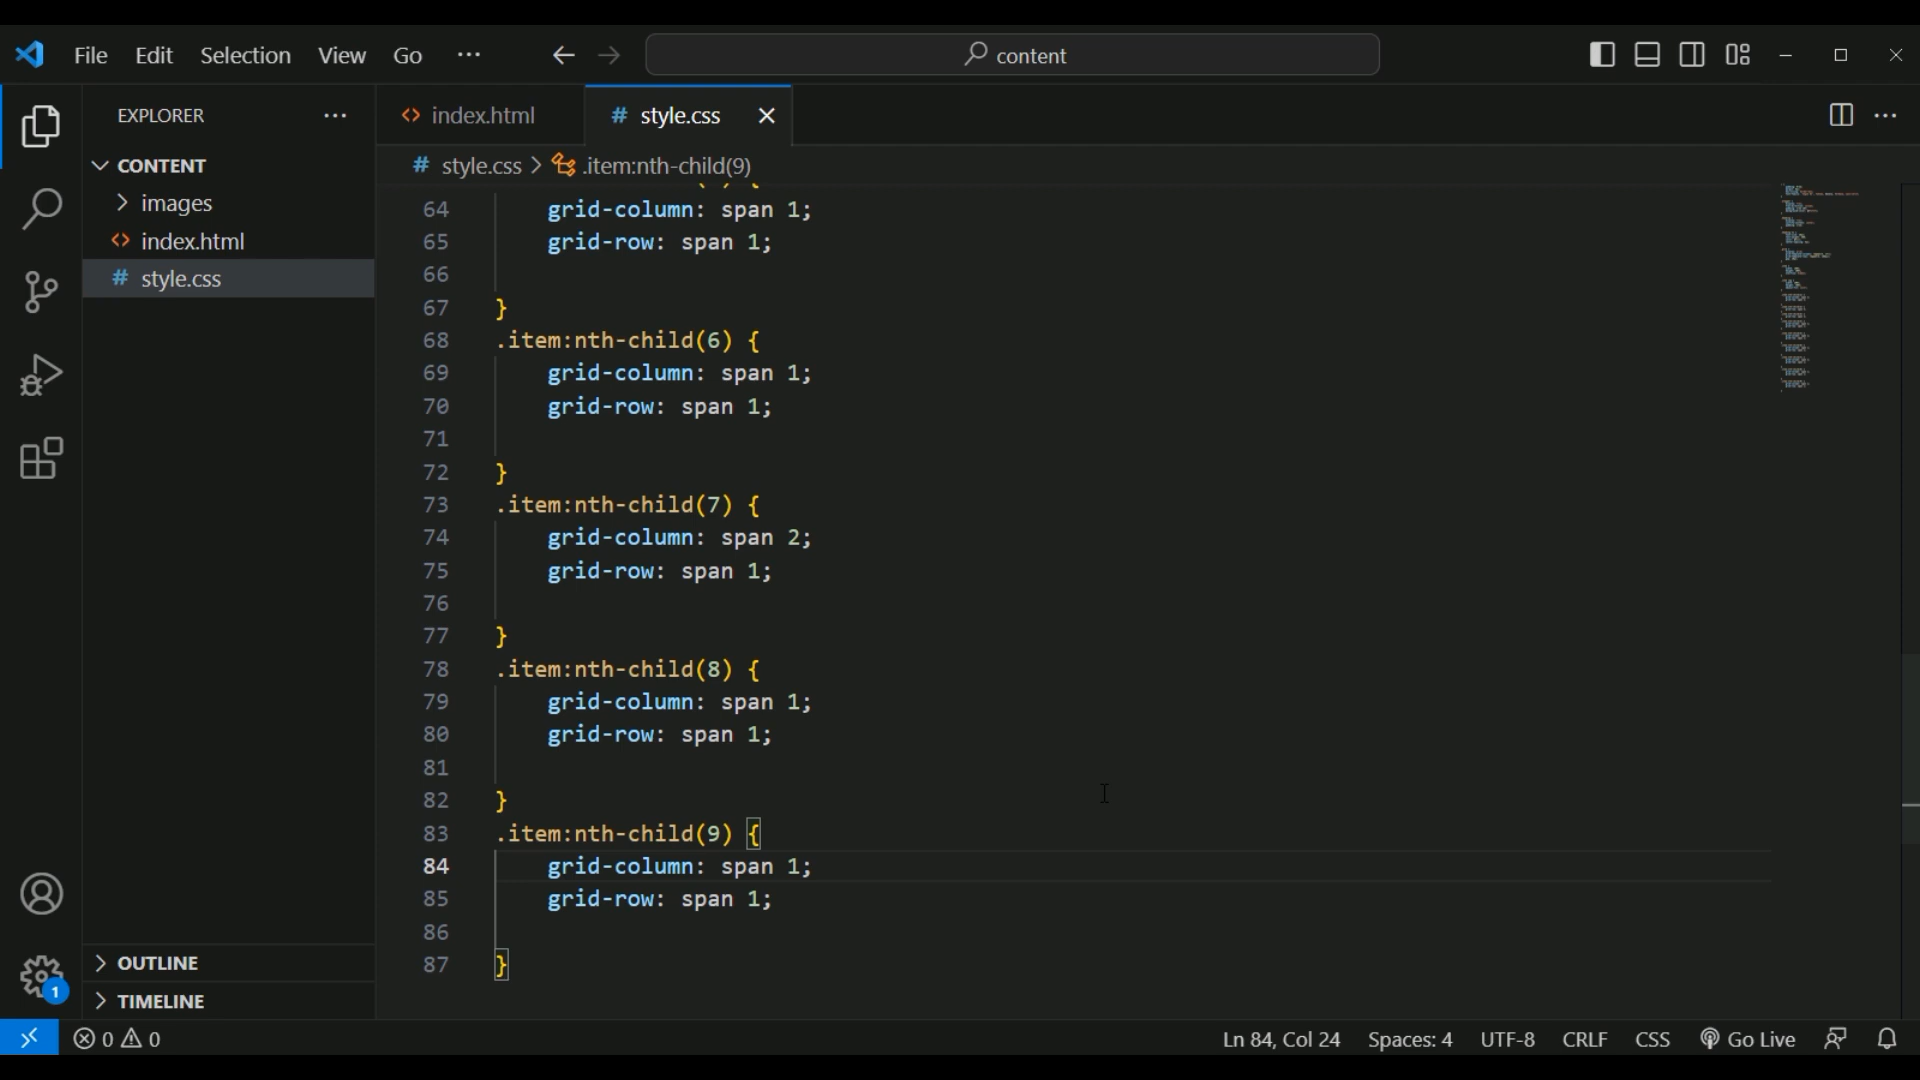 File Edit Selection View Go ···
content
EXPLORER ···
index.html
# style.css
CONTENT
# style.css > .item:nth-child(9)
images
index.html
# style.css
64 grid-column: span 1;
65 grid-row: span 1;
66
67 }
68 .item:nth-child(6) {
69 grid-column: span 1;
70 grid-row: span 1;
71
72 }
73 .item:nth-child(7) {
74 grid-column: span 2;
75 grid-row: span 1;
76
77 }
78 .item:nth-child(8) {
79 grid-column: span 1;
80 grid-row: span 1;
81
82 }
83 .item:nth-child(9) {
84 grid-column: span 1;
85 grid-row: span 1;
86
87 }
OUTLINE
TIMELINE
1
0 0
Ln 84, Col 24 Spaces: 4 UTF-8 CRLF CSS Go Live